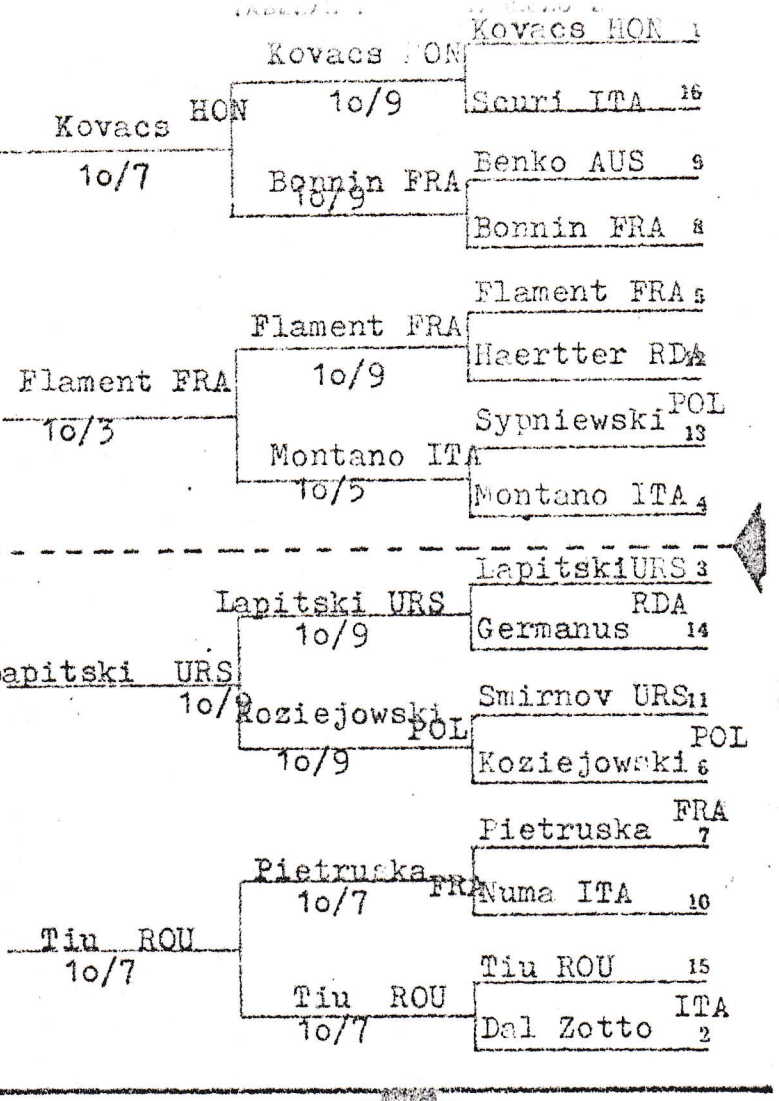 Kovacs HON 1
Kovacs HON
10/9
Scuri ITA 16
Kovacs HON
10/7
Benko AUS 9
Bonnin FRA
10/9
Bonnin FRA 8
Flament FRA 5
Flament FRA
10/9
Haertter RDA 12
Flament FRA
10/3
Sypniewski POL 13
Montano ITA
10/5
Montano ITA 4
LapitskiURS 3
Lapitski URS
10/9
Germanus RDA 14
apitski URS
10/9
Smirnov URS 11
Koziejowski POL
10/9
Koziejowski POL 6
Pietruska FRA 7
Pietruska FRA
10/7
Numa ITA 10
Tiu ROU
10/7
Tiu ROU 15
Tiu ROU
10/7
Dal Zotto ITA 2